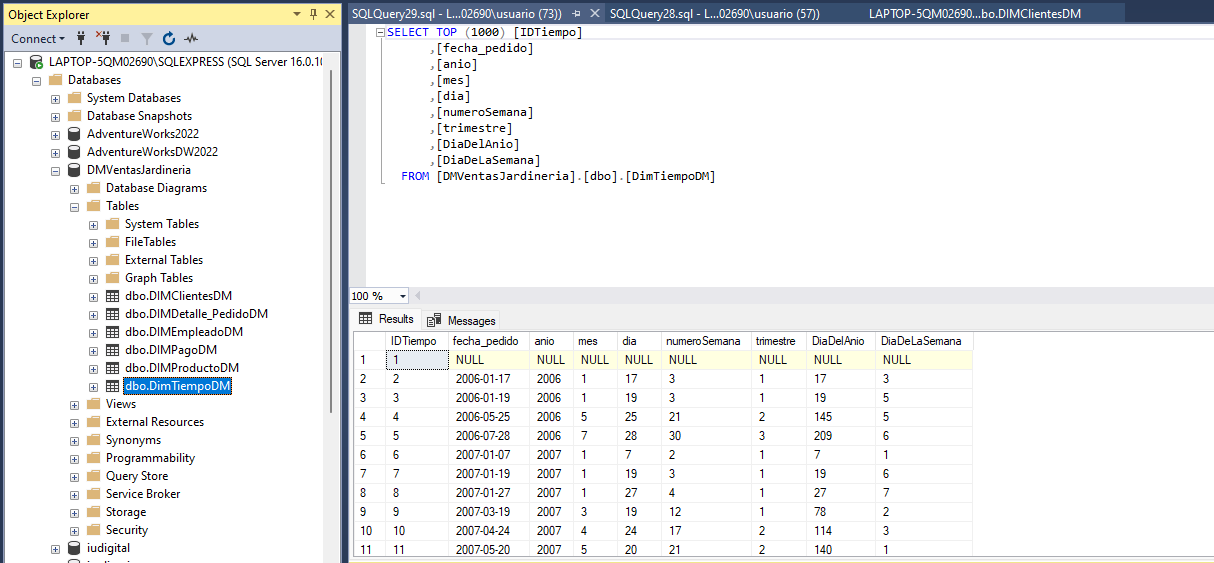 Object Explorer
Connect
LAPTOP-5QM02690\SQLEXPRESS (SQL Server 16.0.10
Databases
System Databases
Database Snapshots
AdventureWorks2022
AdventureWorksDW2022
DMVentasJardineria
Database Diagrams
Tables
System Tables
FileTables
External Tables
Graph Tables
dbo.DIMClientesDM
dbo.DIMDetalle_PedidoDM
dbo.DIMEmpleadoDM
dbo.DIMPagoDM
dbo.DIMProductoDM
dbo.DimTiempoDM
Views
External Resources
Synonyms
Programmability
Query Store
Service Broker
Storage
Security
iudigital
SQLQuery29.sql - L...02690\usuario (73))
SQLQuery28.sql - L...02690\usuario (57))
LAPTOP-5QM02690...bo.DIMClientesDM
SELECT TOP (1000) [IDTiempo]
,[fecha_pedido]
,[anio]
,[mes]
,[dia]
,[numeroSemana]
,[trimestre]
,[DiaDelAnio]
,[DiaDeLaSemana]
FROM [DMVentasJardineria].[dbo].[DimTiempoDM]
100 %
Results Messages
IDTiempo fecha_pedido anio mes dia numeroSemana trimestre DiaDelAnio DiaDeLaSemana
1 1 NULL NULL NULL NULL NULL NULL NULL NULL
2 2 2006-01-17 2006 1 17 3 1 17 3
3 3 2006-01-19 2006 1 19 3 1 19 5
4 4 2006-05-25 2006 5 25 21 2 145 5
5 5 2006-07-28 2006 7 28 30 3 209 6
6 6 2007-01-07 2007 1 7 2 1 7 1
7 7 2007-01-19 2007 1 19 3 1 19 6
8 8 2007-01-27 2007 1 27 4 1 27 7
9 9 2007-03-19 2007 3 19 12 1 78 2
10 10 2007-04-24 2007 4 24 17 2 114 3
11 11 2007-05-20 2007 5 20 21 2 140 1